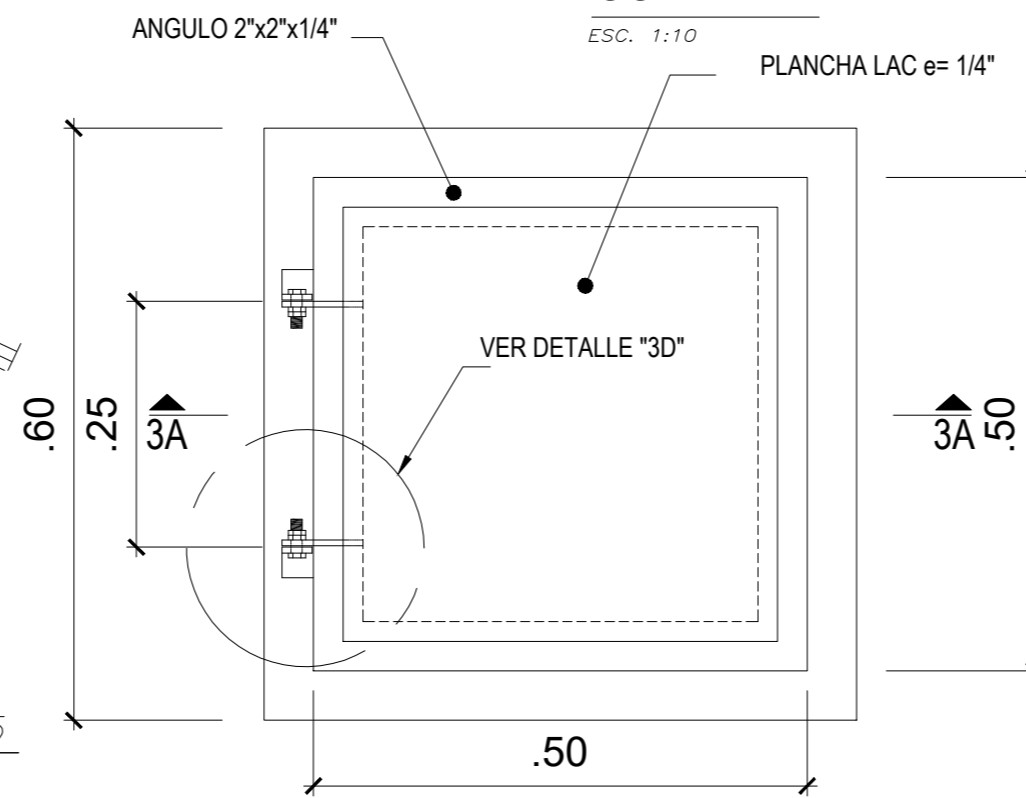 ANGULO 2"x2"x1/4"
ESC. 1:10
PLANCHA LAC e= 1/4"
VER DETALLE "3D"
.60
.25
3A
3A
.50
.50